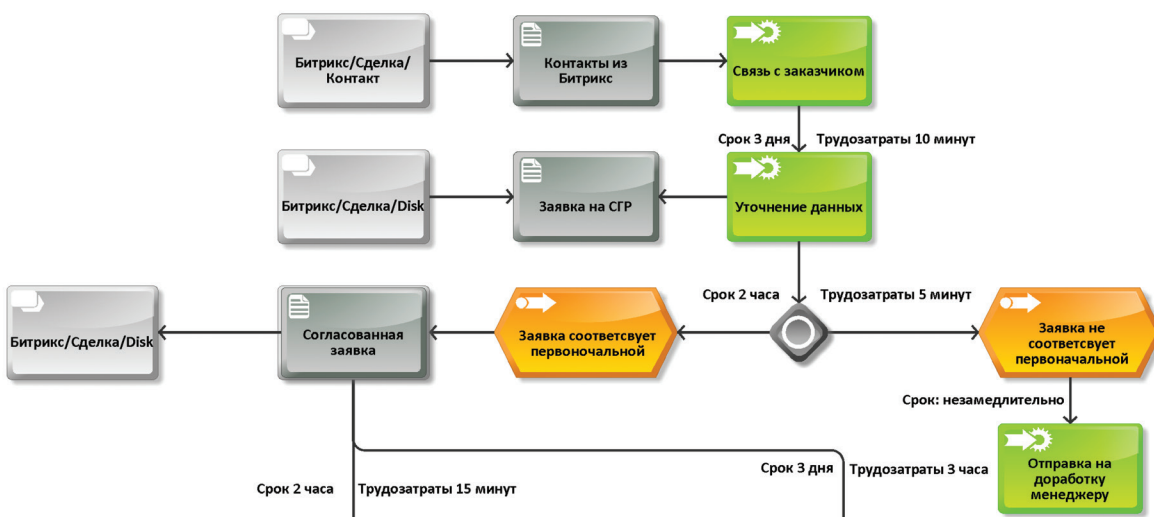 Битрикс/Сделка/
Контакт
Контакты из
Битрикс
Связь с заказчиком
Срок 3 дня
Трудозатраты 10 минут
Битрикс/Сделка/Disk
Заявка на СГР
Уточнение данных
Срок 2 часа
Трудозатраты 5 минут
Битрикс/Сделка/Disk
Согласованная
заявка
Заявка соответсвует
первоночальной
Заявка не
соответсвует
первоначальной
Срок: незамедлительно
Отправка на
доработку
менеджеру
Срок 2 часа
Трудозатраты 15 минут
Срок 3 дня
Трудозатраты 3 часа